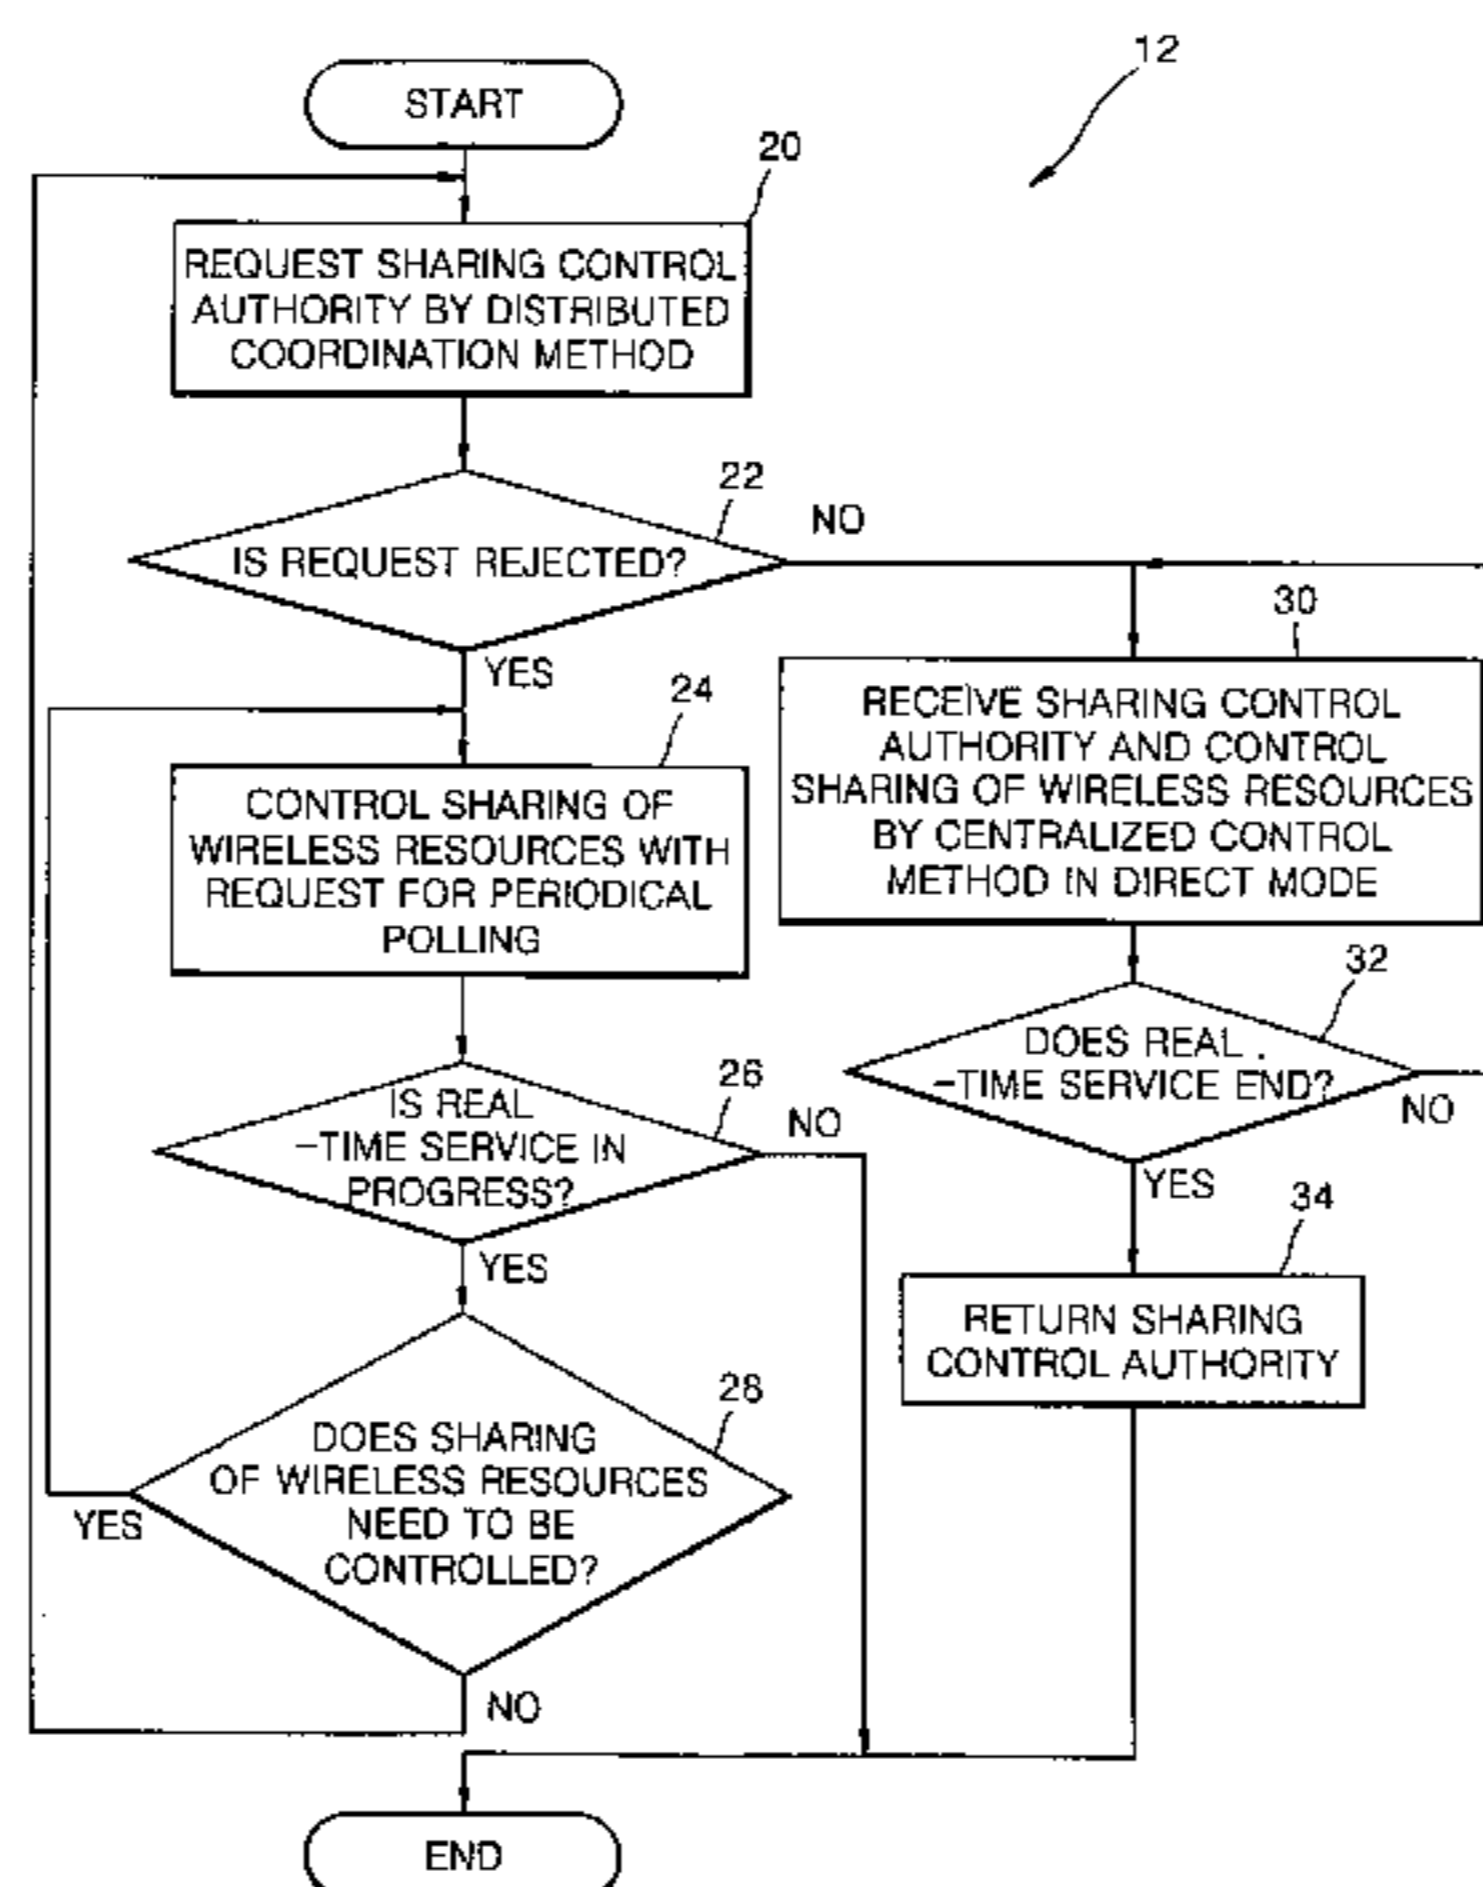 12
START
20
REQUEST SHARING CONTROL
AUTHORITY BY DISTRIBUTED
COORDINATION METHOD
22
IS REQUEST REJECTED?
NO
YES
24
CONTROL SHARING OF
WIRELESS RESOURCES WITH
REQUEST FOR PERIODICAL
POLLING
26
IS REAL
-TIME SERVICE IN
PROGRESS?
NO
YES
28
DOES SHARING
OF WIRELESS RESOURCES
NEED TO BE
CONTROLLED?
YES
NO
30
RECEIVE SHARING CONTROL
AUTHORITY AND CONTROL
SHARING OF WIRELESS RESOURCES
BY CENTRALIZED CONTROL
METHOD IN DIRECT MODE
32
DOES REAL
-TIME SERVICE END?
NO
YES
34
RETURN SHARING
CONTROL AUTHORITY
END